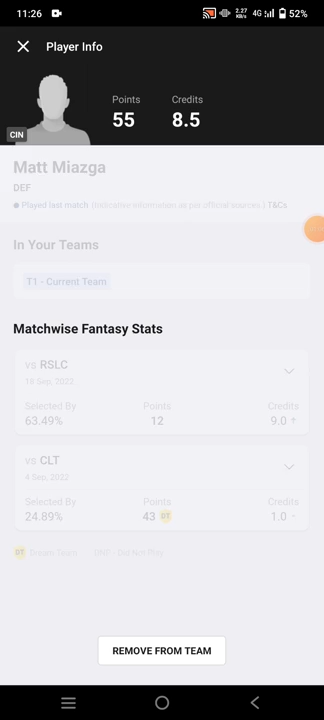 11:26
2.27 KB/s 4G 52%
Player Info
Points Credits
55 8.5
CIN
Matt Miazga
DEF
Played last match (Indicative information as per official sources.) T&Cs
In Your Teams
T1 - Current Team
Matchwise Fantasy Stats
vs RSLC
18 Sep, 2022
Selected By Points Credits
63.49% 12 9.0 ↑
vs CLT
4 Sep, 2022
Selected By Points Credits
24.89% 43 DT 1.0 -
DT Dream Team Did Not Play
REMOVE FROM TEAM